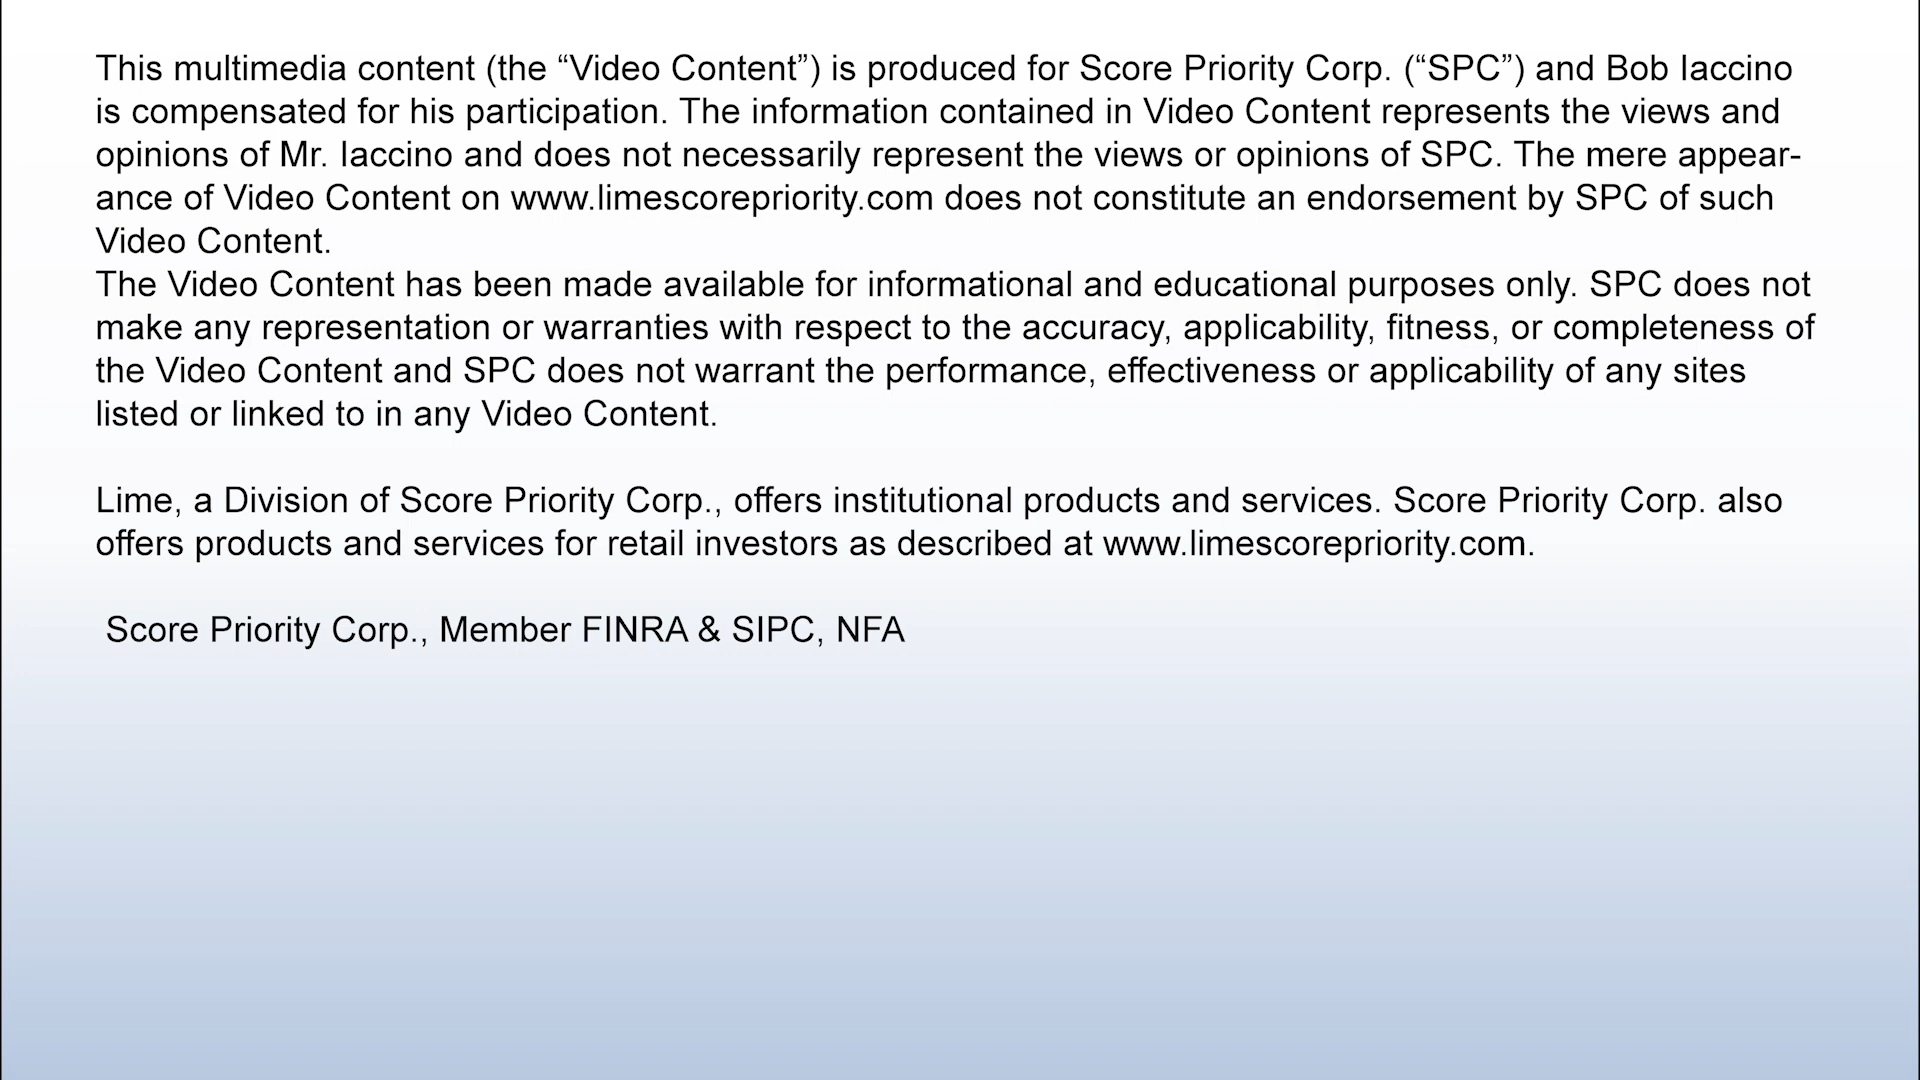 This multimedia content (the “Video Content”) is produced for Score Priority Corp. (“SPC”) and Bob Iaccino
is compensated for his participation. The information contained in Video Content represents the views and
opinions of Mr. Iaccino and does not necessarily represent the views or opinions of SPC. The mere appear-
ance of Video Content on www.limescorepriority.com does not constitute an endorsement by SPC of such
Video Content.
The Video Content has been made available for informational and educational purposes only. SPC does not
make any representation or warranties with respect to the accuracy, applicability, fitness, or completeness of
the Video Content and SPC does not warrant the performance, effectiveness or applicability of any sites
listed or linked to in any Video Content.
Lime, a Division of Score Priority Corp., offers institutional products and services. Score Priority Corp. also
offers products and services for retail investors as described at www.limescorepriority.com.
Score Priority Corp., Member FINRA & SIPC, NFA